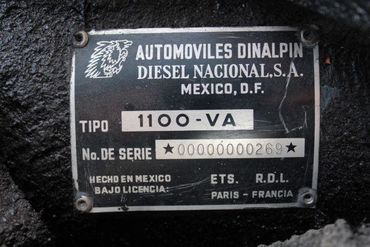 AUTOMOVILES DINALPIN
DIESEL NACIONAL, S.A.
MEXICO, D.F.
TIPO 1100-VA
No. DE SERIE ★00000000269★
HECHO EN MEXICO ETS. R.D.L.
BAJO LICENCIA: PARIS - FRANCIA